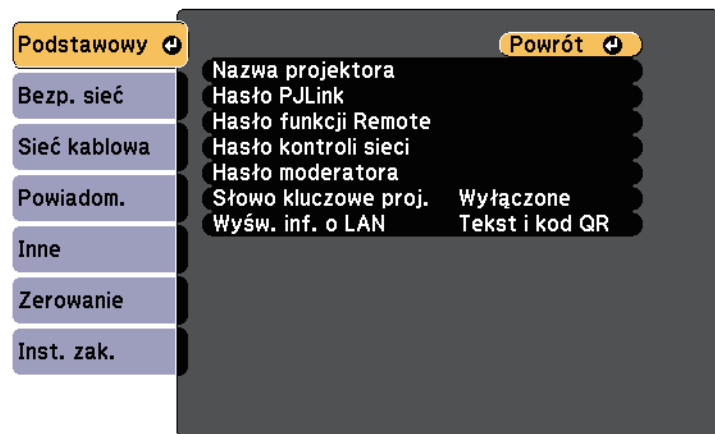 Podstawowy
Bezp. sieć
Sieć kablowa
Powiadom.
Inne
Zerowanie
Inst. zak.
Powrót
Nazwa projektora
Hasło PJLink
Hasło funkcji Remote
Hasło kontroli sieci
Hasło moderatora
Słowo kluczowe proj. Wyłączone
Wyśw. inf. o LAN Tekst i kod QR